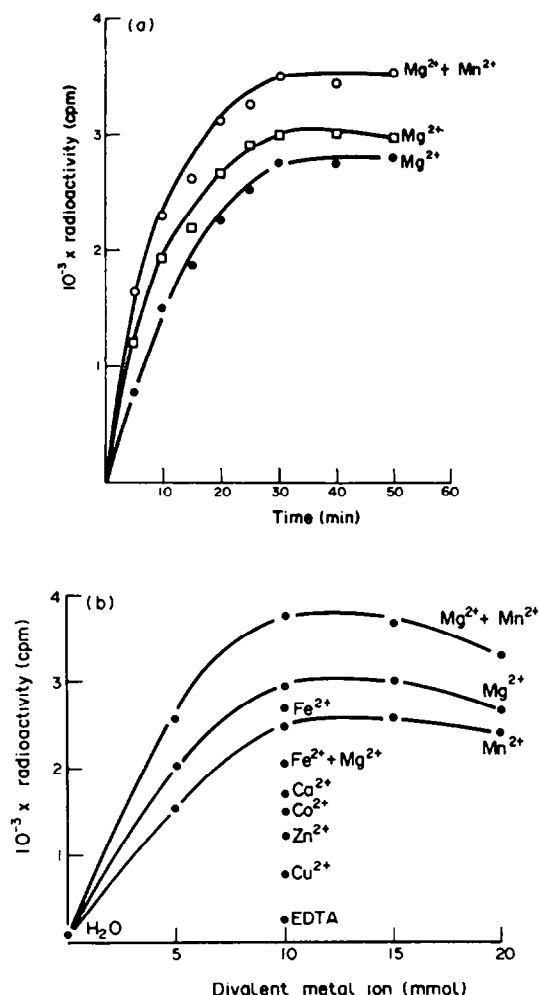 (a)
4
3
2
1
10⁻³ x radioactivity (cpm)
Mg²⁺+ Mn²⁺
Mg²⁺
Mg²⁺
10 20 30 40 50 60
Time (min)
(b)
4
3
2
1
10⁻³ x radioactivity (cpm)
Mg²⁺+ Mn²⁺
Mg²⁺
Fe²⁺
Mn²⁺
Fe²⁺+Mg²⁺
Ca²⁺
Co²⁺
Zn²⁺
Cu²⁺
EDTA
H₂O
5 10 15 20
Divalent metal ion (mmol)